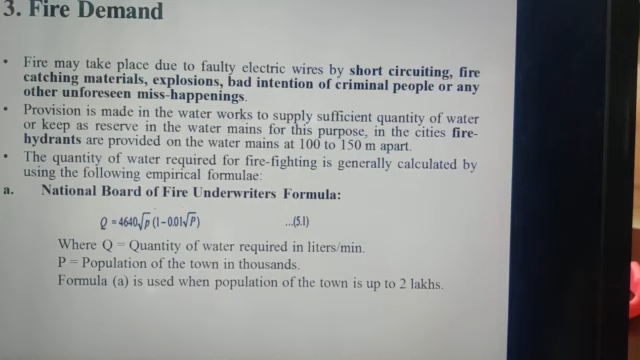 3. Fire Demand
• Fire may take place due to faulty electric wires by short circuiting, fire
catching materials, explosions, bad intention of criminal people or any
other unforeseen miss-happenings.
• Provision is made in the water works to supply sufficient quantity of water
or keep as reserve in the water mains for this purpose, in the cities fire-
hydrants are provided on the water mains at 100 to 150 m apart.
• The quantity of water required for fire-fighting is generally calculated by
using the following empirical formulae:
a. National Board of Fire Underwriters Formula:
Q = 4640√p (1-0.01√P) ...(5.1)
Where Q = Quantity of water required in liters/min.
P = Population of the town in thousands.
Formula (a) is used when population of the town is up to 2 lakhs.